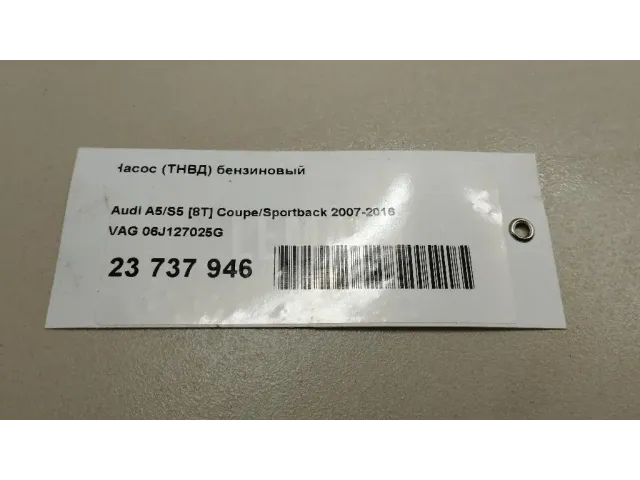 Насос (ТНВД) бензиновый
Audi A5/S5 [8T] Coupe/Sportback 2007-2016
VAG 06J127025G
23 737 946